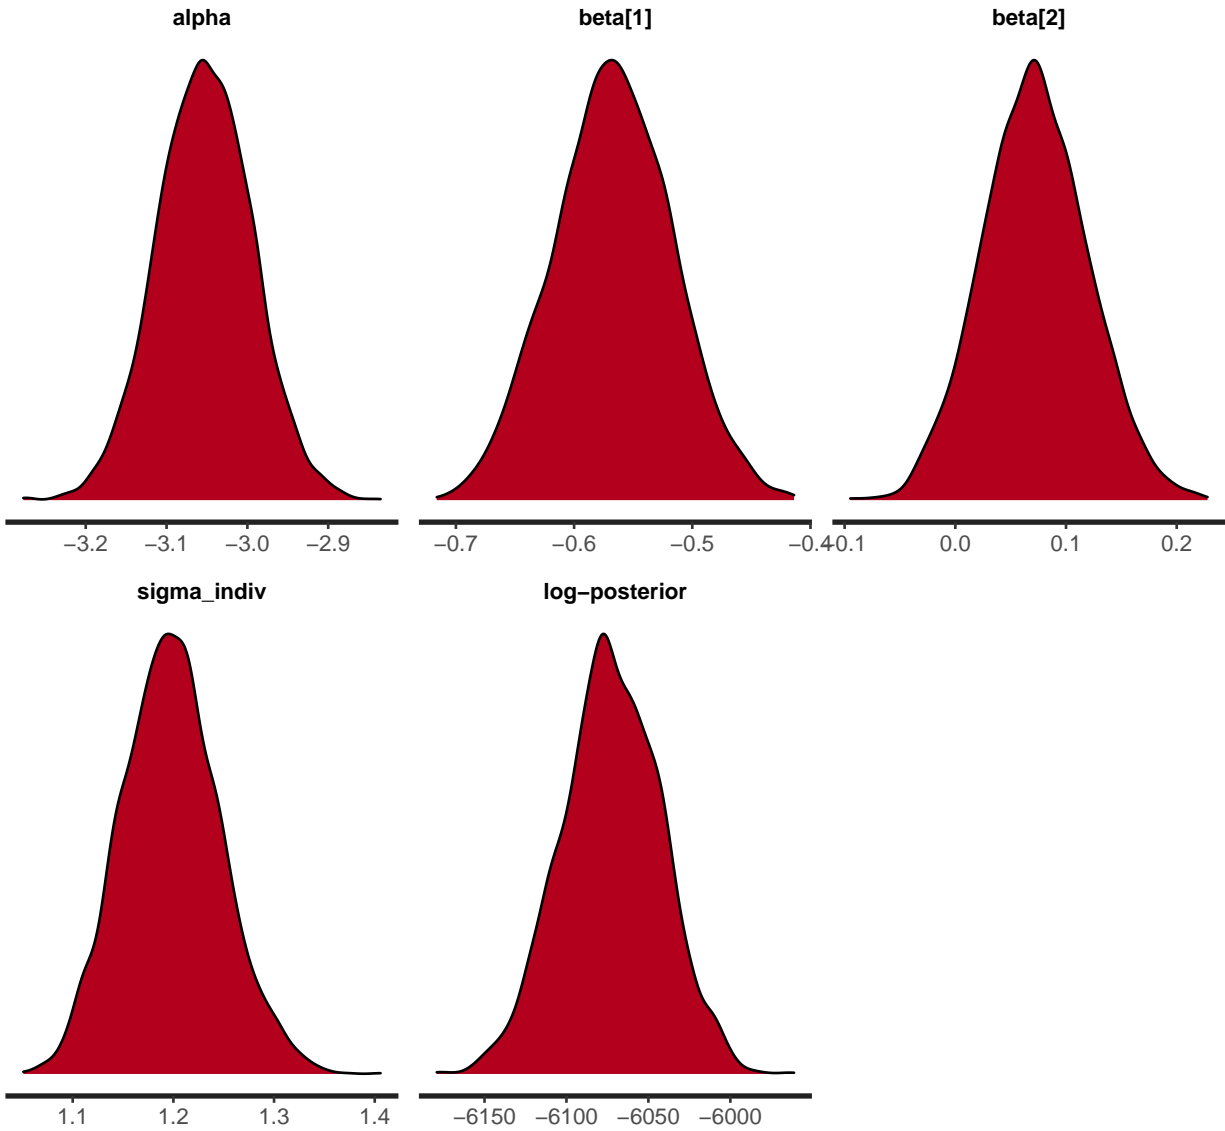 alpha beta[1] beta[2]
−3.2 −3.1 −3.0 −2.9 −0.7 −0.6 −0.5 −0.4 −0.1 0.0 0.1 0.2
sigma_indiv log−posterior
1.1 1.2 1.3 1.4 −6150 −6100 −6050 −6000